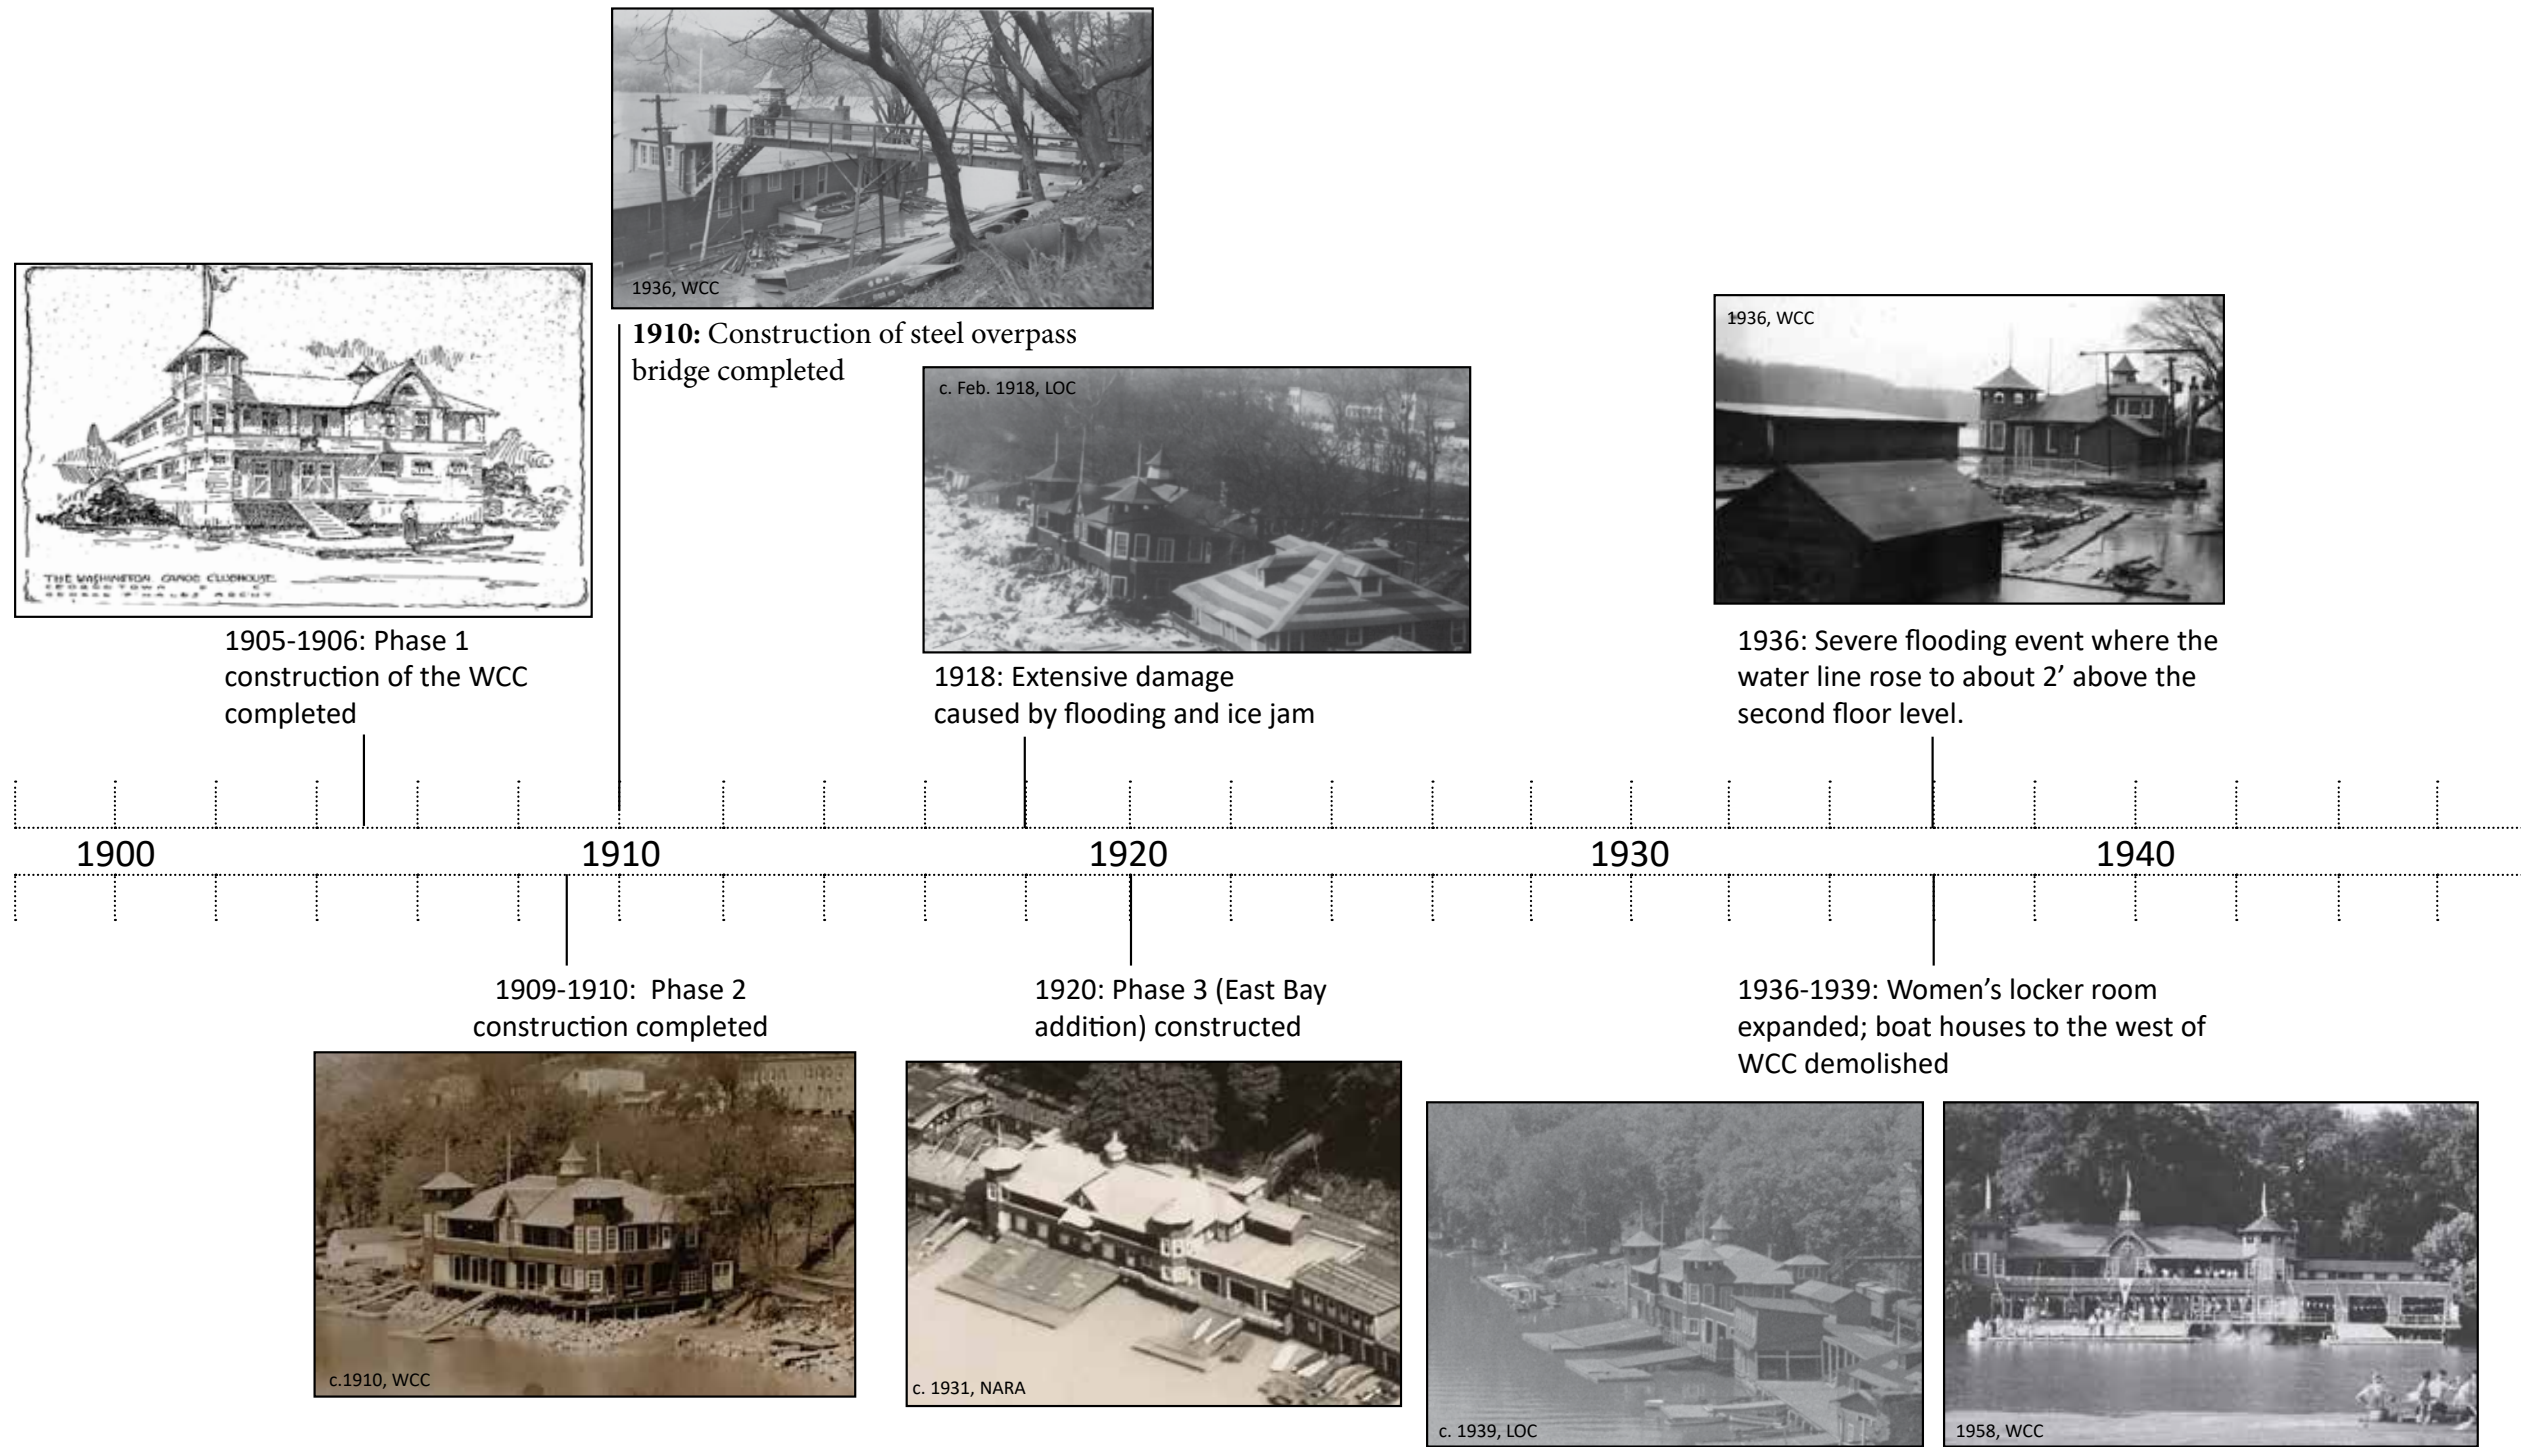 1936, WCC
1910: Construction of steel overpass
bridge completed
THE WASHINGTON CANOE CLUBHOUSE
1905-1906: Phase 1
construction of the WCC
completed
c. Feb. 1918, LOC
1918: Extensive damage
caused by flooding and ice jam
1936, WCC
1936: Severe flooding event where the
water line rose to about 2’ above the
second floor level.
1900 1910 1920 1930 1940
1909-1910: Phase 2
construction completed
c.1910, WCC
1920: Phase 3 (East Bay
addition) constructed
c. 1931, NARA
1936-1939: Women’s locker room
expanded; boat houses to the west of
WCC demolished
c. 1939, LOC
1958, WCC